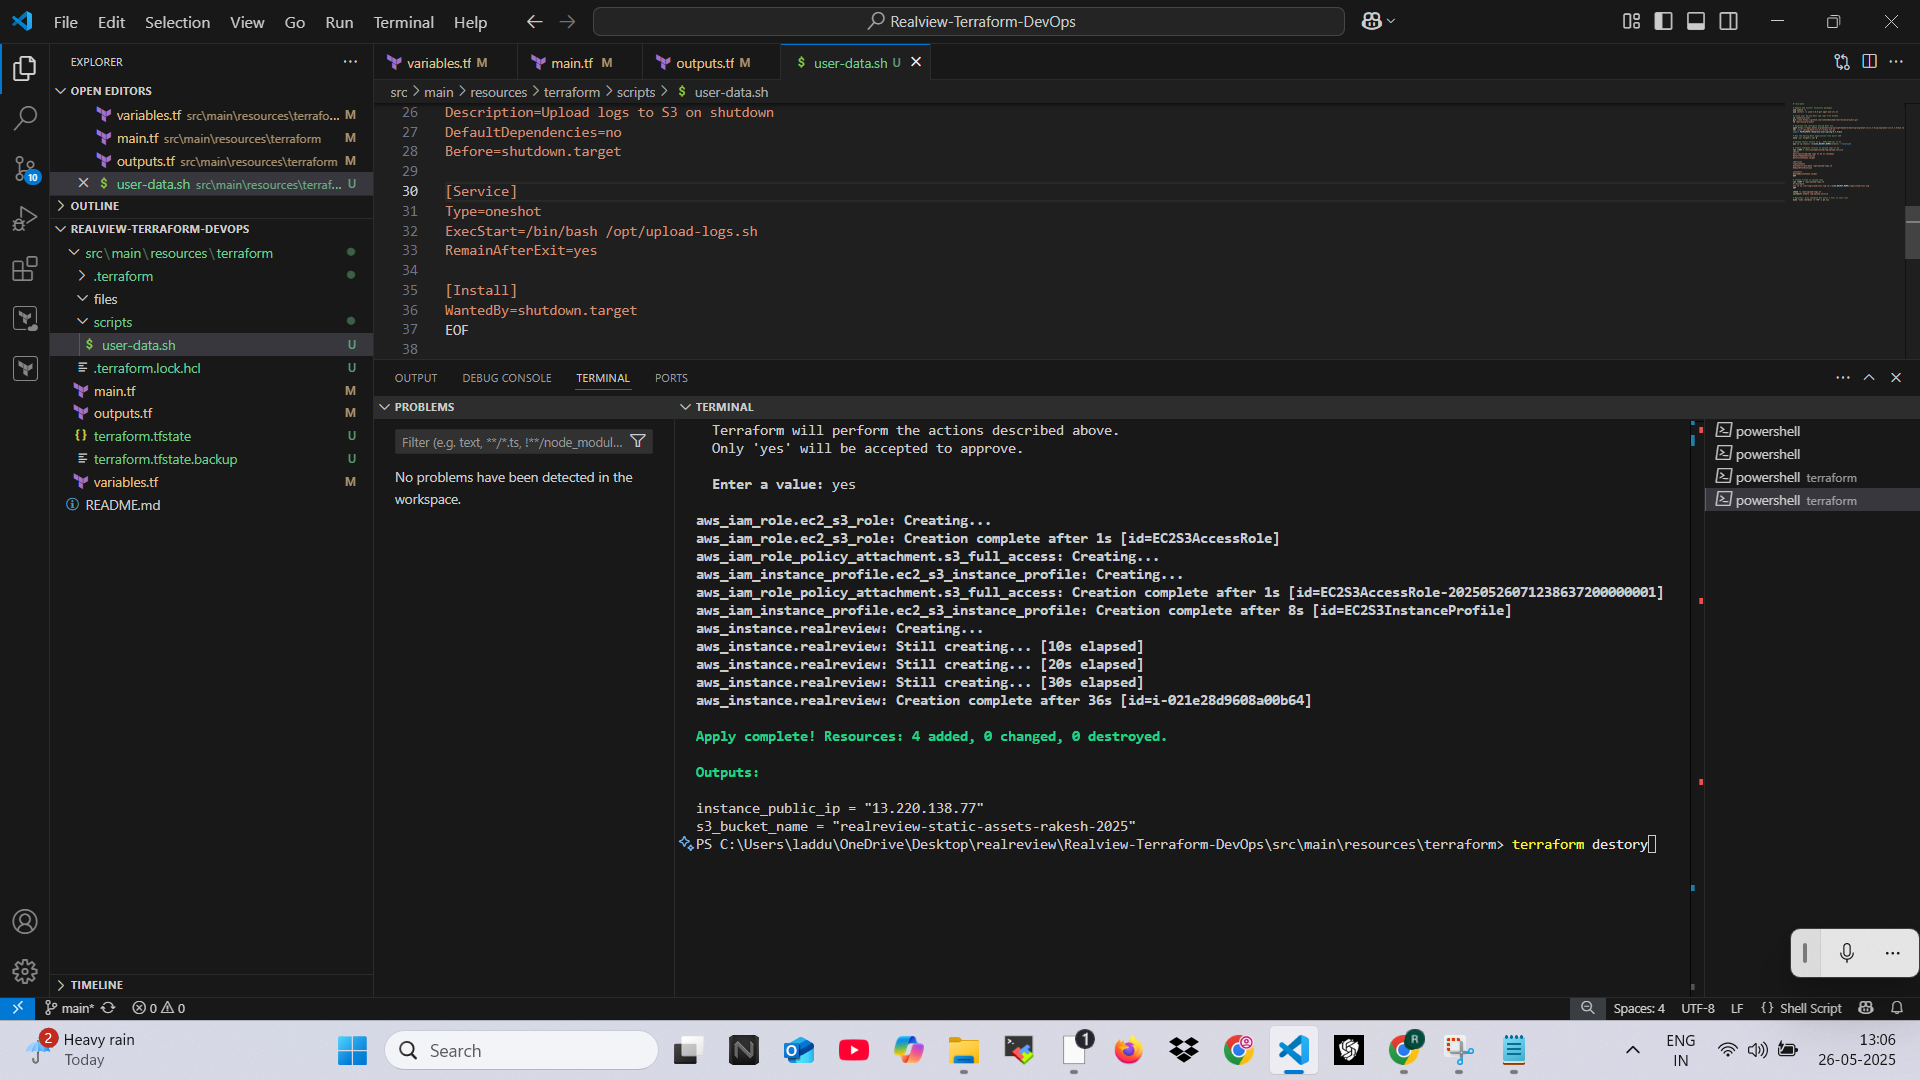 File Edit Selection View Go Run Terminal Help
Realview-Terraform-DevOps
EXPLORER
OPEN EDITORS
variables.tf src\main\resources\terrafo... M
main.tf src\main\resources\terraform M
outputs.tf src\main\resources\terraform M
user-data.sh src\main\resources\terraf... U
OUTLINE
REALVIEW-TERRAFORM-DEVOPS
src\main\resources\terraform
.terraform
files
scripts
user-data.sh U
.terraform.lock.hcl U
main.tf M
outputs.tf M
terraform.tfstate U
terraform.tfstate.backup U
variables.tf M
README.md
TIMELINE
10
variables.tf M main.tf M outputs.tf M user-data.sh U
src > main > resources > terraform > scripts > user-data.sh
26 Description=Upload logs to S3 on shutdown
27 DefaultDependencies=no
28 Before=shutdown.target
29
30 [Service]
31 Type=oneshot
32 ExecStart=/bin/bash /opt/upload-logs.sh
33 RemainAfterExit=yes
34
35 [Install]
36 WantedBy=shutdown.target
37 EOF
38
OUTPUT DEBUG CONSOLE TERMINAL PORTS
PROBLEMS
Filter (e.g. text, **/*.ts, !**/node_modul...
No problems have been detected in the
workspace.
TERMINAL
Terraform will perform the actions described above.
Only 'yes' will be accepted to approve.
Enter a value: yes
aws_iam_role.ec2_s3_role: Creating...
aws_iam_role.ec2_s3_role: Creation complete after 1s [id=EC2S3AccessRole]
aws_iam_role_policy_attachment.s3_full_access: Creating...
aws_iam_instance_profile.ec2_s3_instance_profile: Creating...
aws_iam_role_policy_attachment.s3_full_access: Creation complete after 1s [id=EC2S3AccessRole-20250526071238637200000001]
aws_iam_instance_profile.ec2_s3_instance_profile: Creation complete after 8s [id=EC2S3InstanceProfile]
aws_instance.realreview: Creating...
aws_instance.realreview: Still creating... [10s elapsed]
aws_instance.realreview: Still creating... [20s elapsed]
aws_instance.realreview: Still creating... [30s elapsed]
aws_instance.realreview: Creation complete after 36s [id=i-021e28d9608a00b64]
Apply complete! Resources: 4 added, 0 changed, 0 destroyed.
Outputs:
instance_public_ip = "13.220.138.77"
s3_bucket_name = "realreview-static-assets-rakesh-2025"
PS C:\Users\laddu\OneDrive\Desktop\realreview\Realview-Terraform-DevOps\src\main\resources\terraform> terraform destory
powershell
powershell
powershell terraform
powershell terraform
main* 0 0
Spaces: 4 UTF-8 LF {} Shell Script
2 Heavy rain
Today
Search
1
R
ENG
IN
13:06
26-05-2025